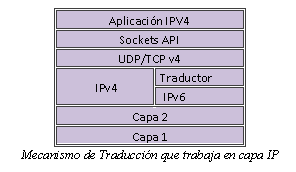 Aplicación IPV4
Sockets API
UDP/TCP v4
IPv4
Traductor
IPv6
Capa 2
Capa 1
Mecanismo de Traducción que trabaja en capa IP